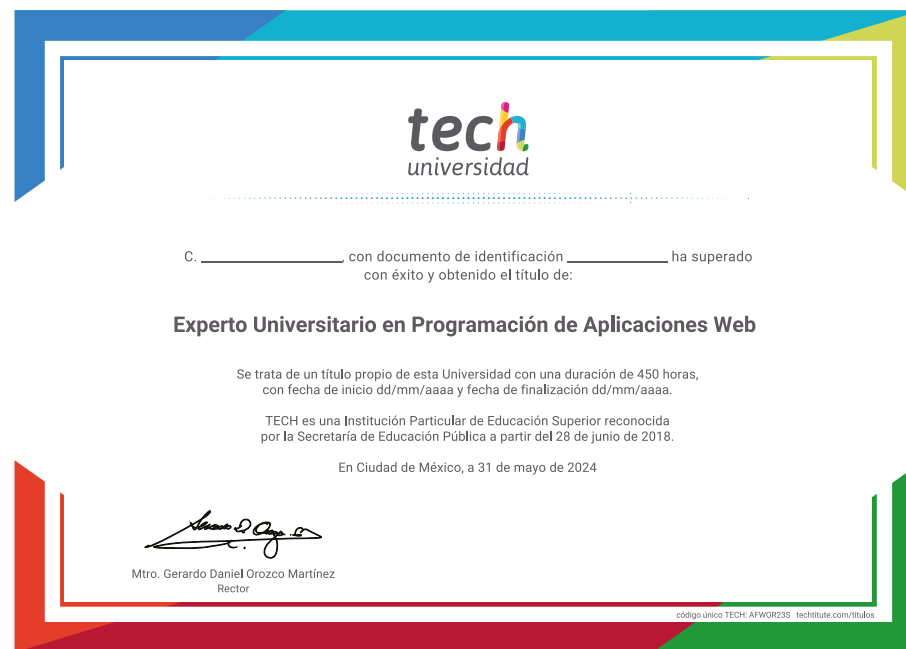 tech
universidad
C. ____________________, con documento de identificación ______________ ha superado
con éxito y obtenido el título de:
Experto Universitario en Programación de Aplicaciones Web
Se trata de un título propio de esta Universidad con una duración de 450 horas,
con fecha de inicio dd/mm/aaaa y fecha de finalización dd/mm/aaaa.
TECH es una Institución Particular de Educación Superior reconocida
por la Secretaría de Educación Pública a partir del 28 de junio de 2018.
En Ciudad de México, a 31 de mayo de 2024
Mtro. Gerardo Daniel Orozco Martínez
Rector
código único TECH: AFWOR23S techtitute.com/titulos